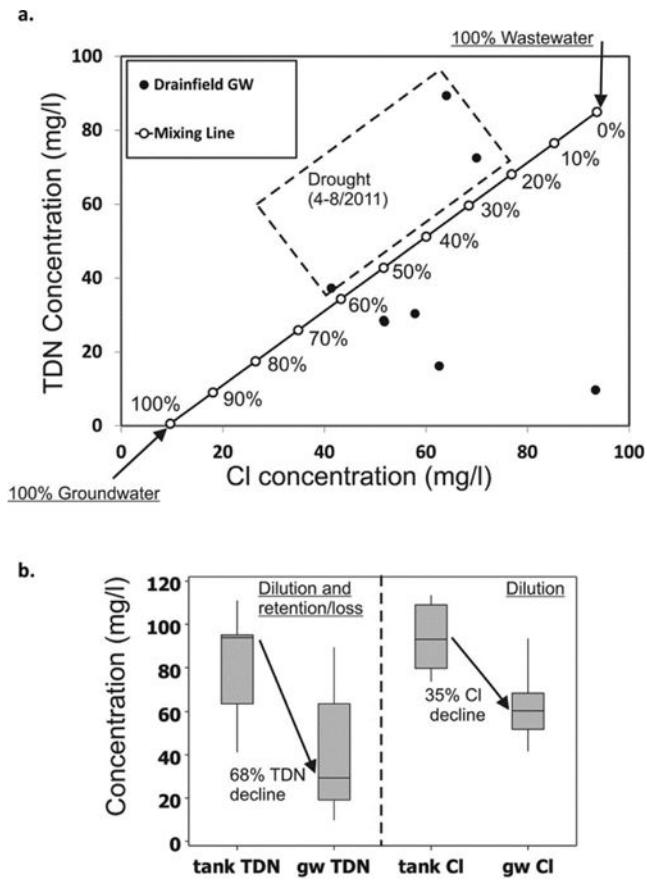 a.
100% Wastewater
TDN Concentration (mg/l)
100
80
60
40
20
0
Drainfield GW
Mixing Line
Drought
(4-8/2011)
0%
10%
20%
30%
40%
50%
60%
70%
80%
90%
100%
0 20 40 60 80 100
Cl concentration (mg/l)
100% Groundwater
b.
Concentration (mg/l)
120
100
80
60
40
20
0
Dilution and
retention/loss
68% TDN
decline
Dilution
35% Cl
decline
tank TDN gw TDN tank Cl gw Cl